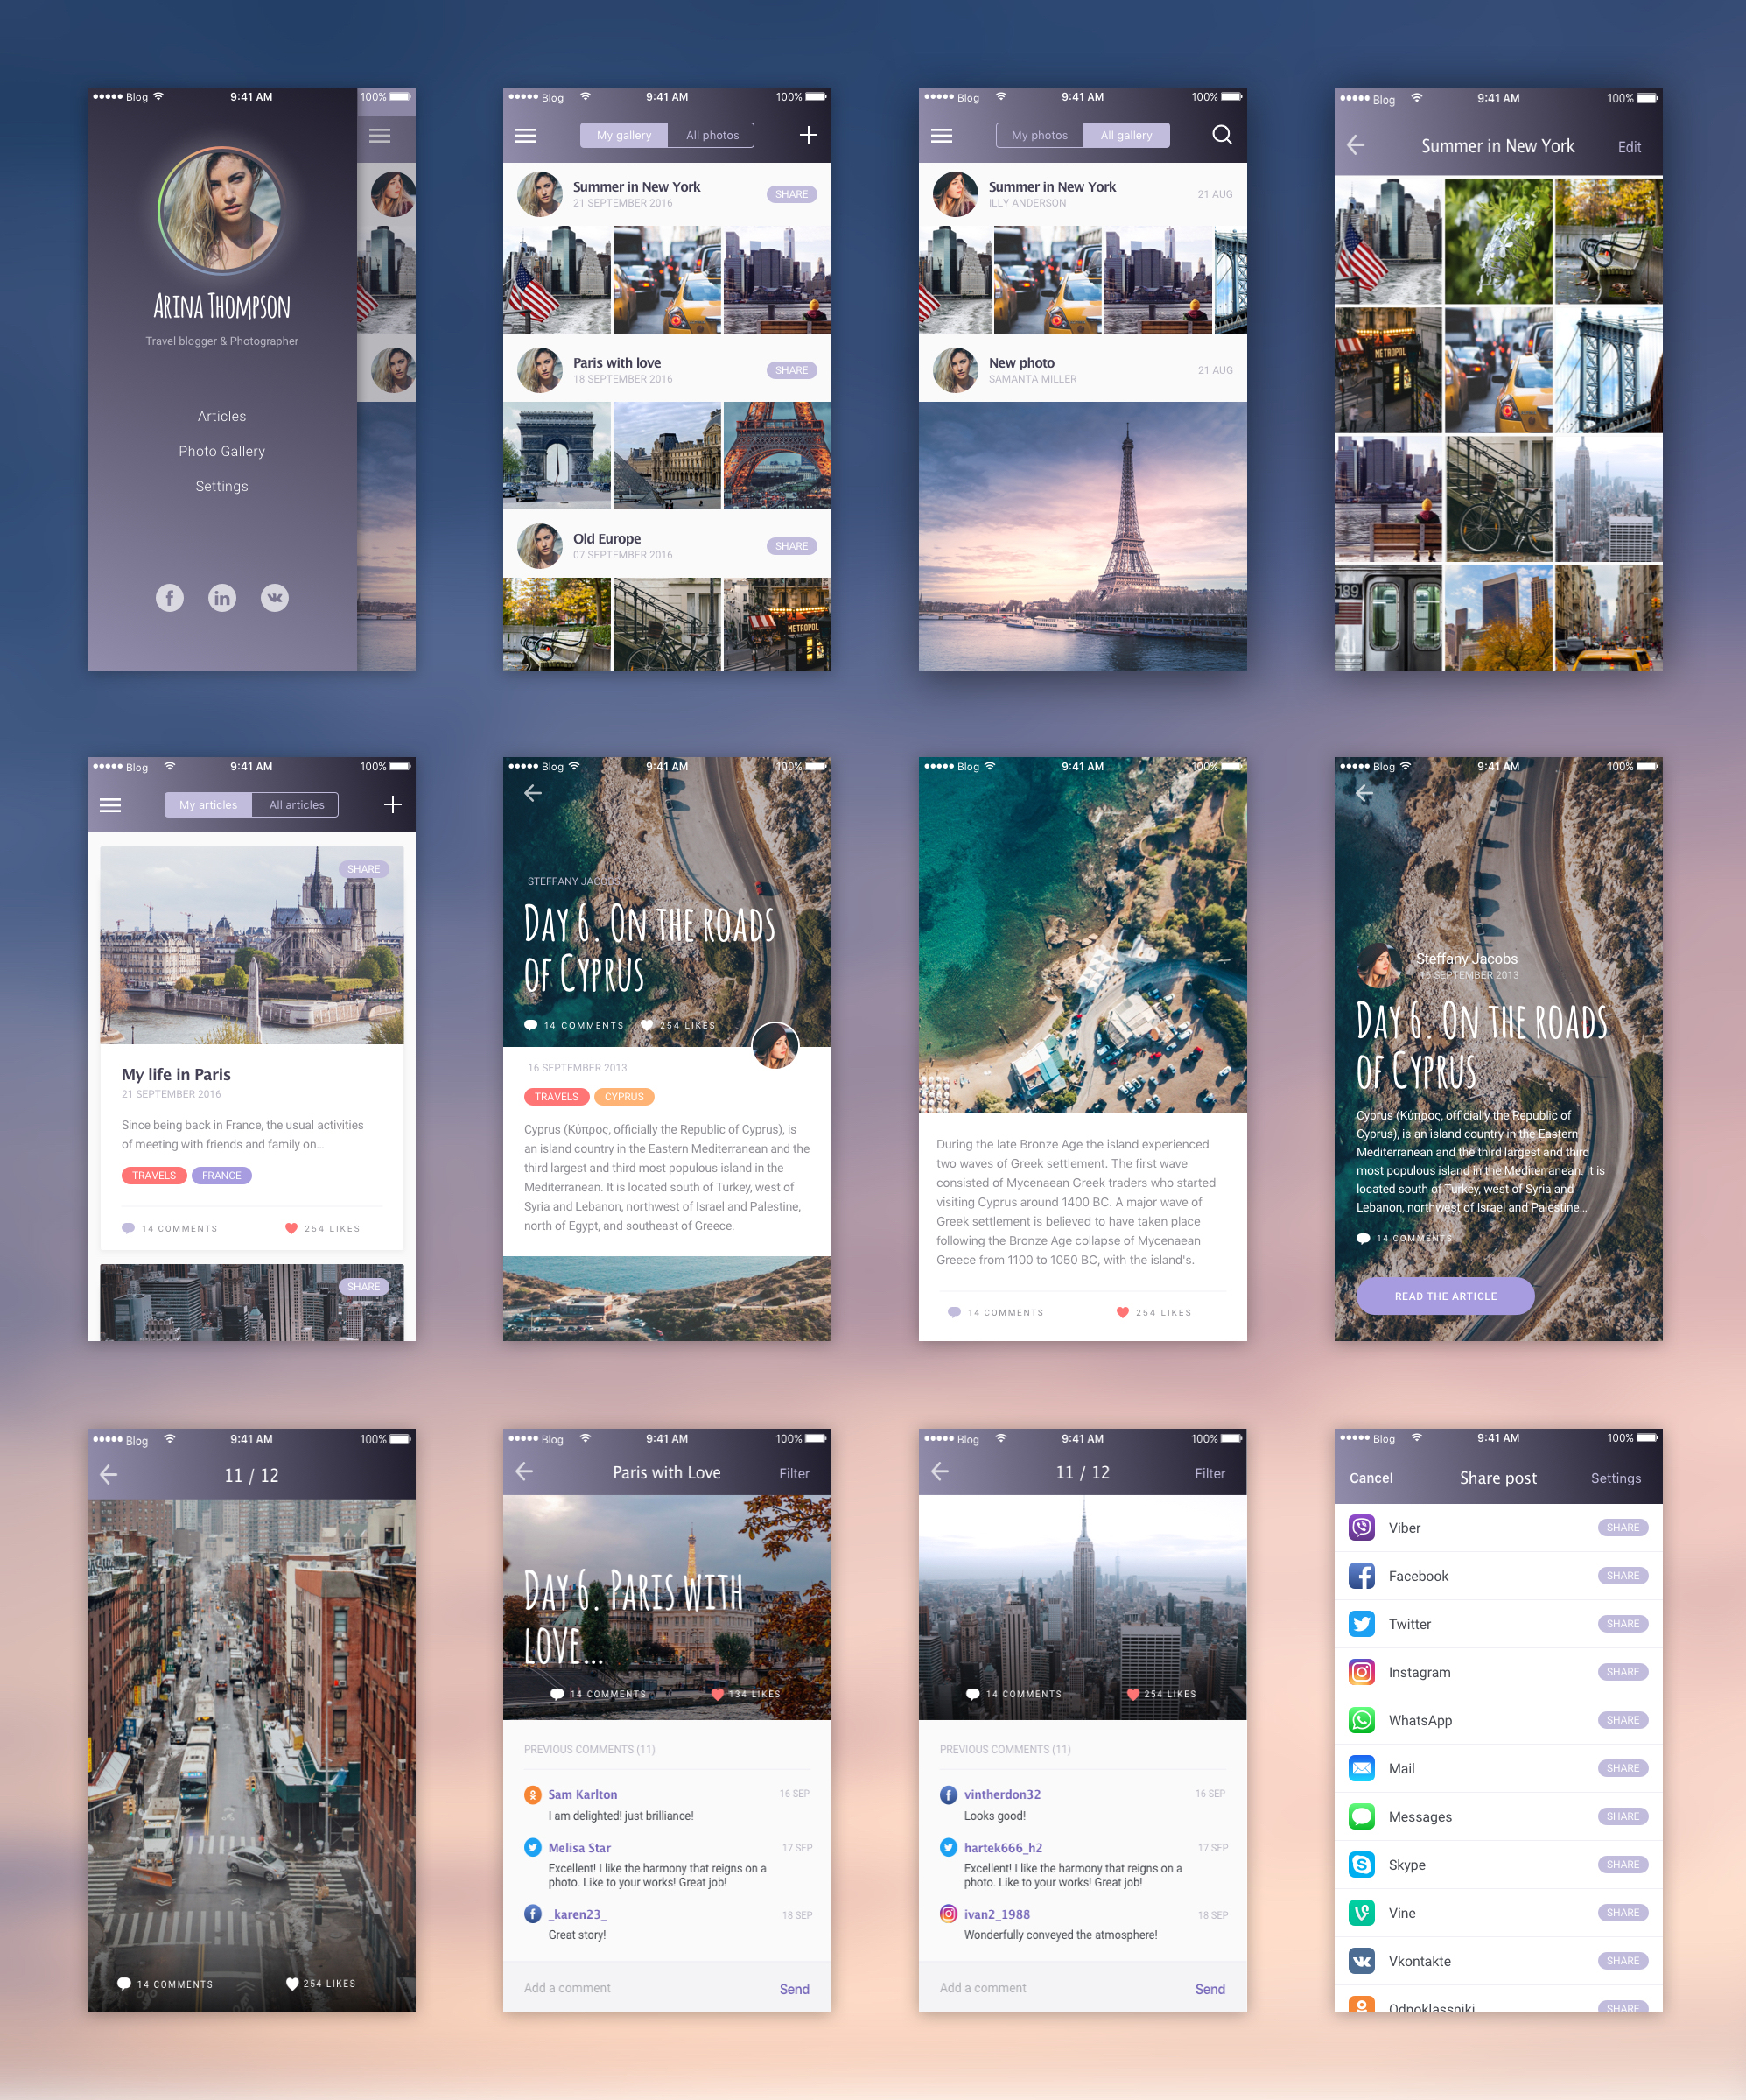 Blog 9:41 AM 100%
ARINA THOMPSON
Travel blogger & Photographer
Articles
Photo Gallery
Settings
Blog 9:41 AM 100%
My gallery All photos
Summer in New York
21 SEPTEMBER 2016
SHARE
Paris with love
18 SEPTEMBER 2016
SHARE
Old Europe
07 SEPTEMBER 2016
SHARE
METROPOL
Blog 9:41 AM 100%
My photos All gallery
Summer in New York
ILLY ANDERSON
21 AUG
New photo
SAMANTA MILLER
21 AUG
Blog 9:41 AM 100%
Summer in New York Edit
METROPOL
5189
Blog 9:41 AM 100%
My articles All articles
SHARE
My life in Paris
21 SEPTEMBER 2016
Since being back in France, the usual activities
of meeting with friends and family on...
TRAVELS FRANCE
14 COMMENTS 254 LIKES
SHARE
Blog 9:41 AM 100%
STEFFANY JACOBS
DAY 6. ON THE ROADS
OF CYPRUS
14 COMMENTS 254 LIKES
16 SEPTEMBER 2013
TRAVELS CYPRUS
Cyprus (Κύπρος, officially the Republic of Cyprus), is
an island country in the Eastern Mediterranean and the
third largest and third most populous island in the
Mediterranean. It is located south of Turkey, west of
Syria and Lebanon, northwest of Israel and Palestine,
north of Egypt, and southeast of Greece.
Blog 9:41 AM 100%
During the late Bronze Age the island experienced
two waves of Greek settlement. The first wave
consisted of Mycenaean Greek traders who started
visiting Cyprus around 1400 BC. A major wave of
Greek settlement is believed to have taken place
following the Bronze Age collapse of Mycenaean
Greece from 1100 to 1050 BC, with the island's.
14 COMMENTS 254 LIKES
Blog 9:41 AM 100%
Steffany Jacobs
16 SEPTEMBER 2013
DAY 6. ON THE ROADS
OF CYPRUS
Cyprus (Κύπρος, officially the Republic of
Cyprus), is an island country in the Eastern
Mediterranean and the third largest and third
most populous island in the Mediterranean. It is
located south of Turkey, west of Syria and
Lebanon, northwest of Israel and Palestine...
14 COMMENTS
READ THE ARTICLE
Blog 9:41 AM 100%
11 / 12
14 COMMENTS 254 LIKES
Blog 9:41 AM 100%
Paris with Love Filter
DAY 6. PARIS WITH
LOVE...
14 COMMENTS 134 LIKES
PREVIOUS COMMENTS (11)
Sam Karlton 16 SEP
I am delighted! just brilliance!
Melisa Star 17 SEP
Excellent! I like the harmony that reigns on a
photo. Like to your works! Great job!
_karen23_ 18 SEP
Great story!
Add a comment Send
Blog 9:41 AM 100%
11 / 12 Filter
14 COMMENTS 254 LIKES
PREVIOUS COMMENTS (11)
vintherdon32 16 SEP
Looks good!
hartek666_h2 17 SEP
Excellent! I like the harmony that reigns on a
photo. Like to your works! Great job!
ivan2_1988 18 SEP
Wonderfully conveyed the atmosphere!
Add a comment Send
Blog 9:41 AM 100%
Cancel Share post Settings
Viber SHARE
Facebook SHARE
Twitter SHARE
Instagram SHARE
WhatsApp SHARE
Mail SHARE
Messages SHARE
Skype SHARE
Vine SHARE
Vkontakte SHARE
Odnoklassniki SHARE